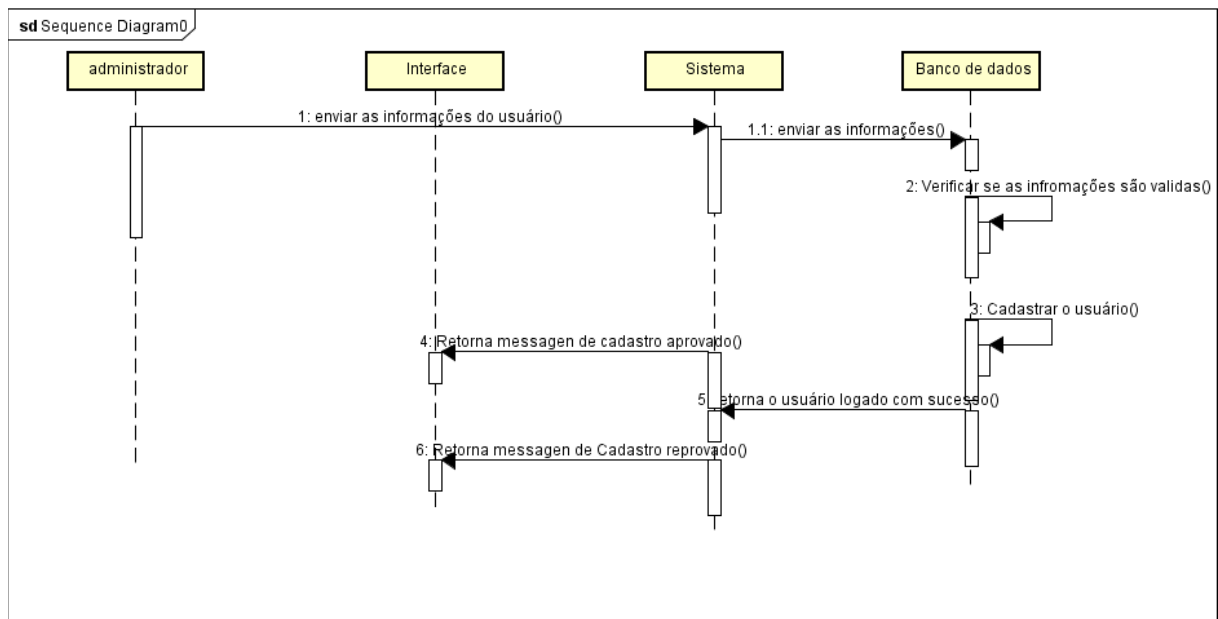 sd Sequence Diagram0
administrador
Interface
Sistema
Banco de dados
1: enviar as informações do usuário()
1.1: enviar as informações()
2: Verificar se as infromações são validas()
3: Cadastrar o usuário()
4: Retorna messagen de cadastro aprovado()
5: Retorna o usuário logado com sucesso()
6: Retorna messagen de Cadastro reprovado()